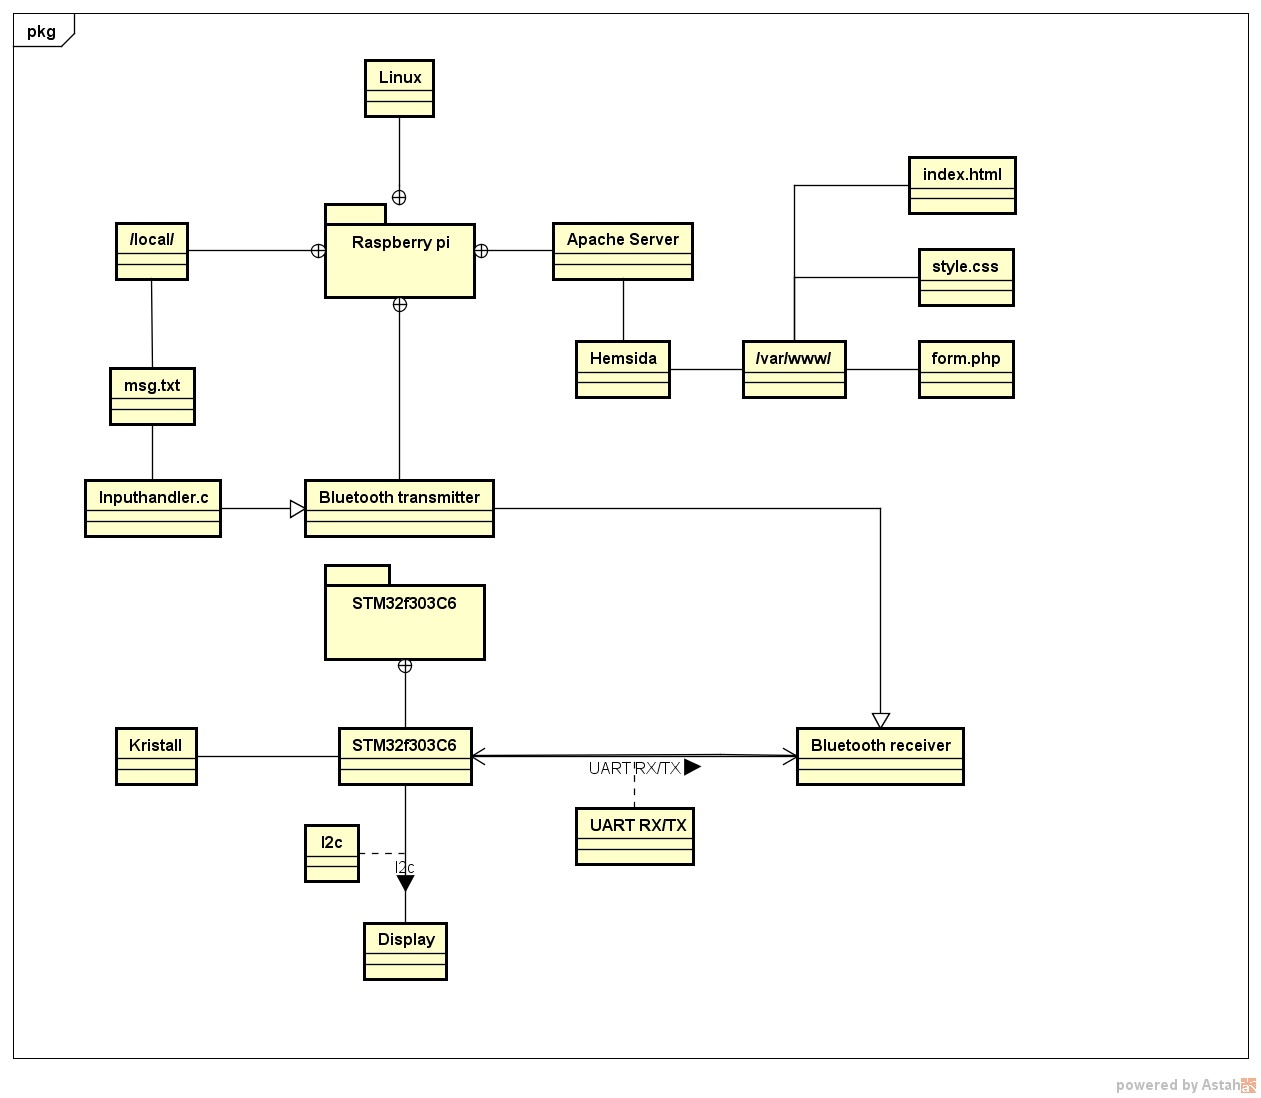 pkg
Linux
index.html
/local/
Raspberry pi
Apache Server
style.css
Hemsida
/var/www/
form.php
msg.txt
Inputhandler.c
Bluetooth transmitter
STM32f303C6
Kristall
STM32f303C6
Bluetooth receiver
UART RX/TX
UART RX/TX
I2c
I2c
Display
powered by Astah